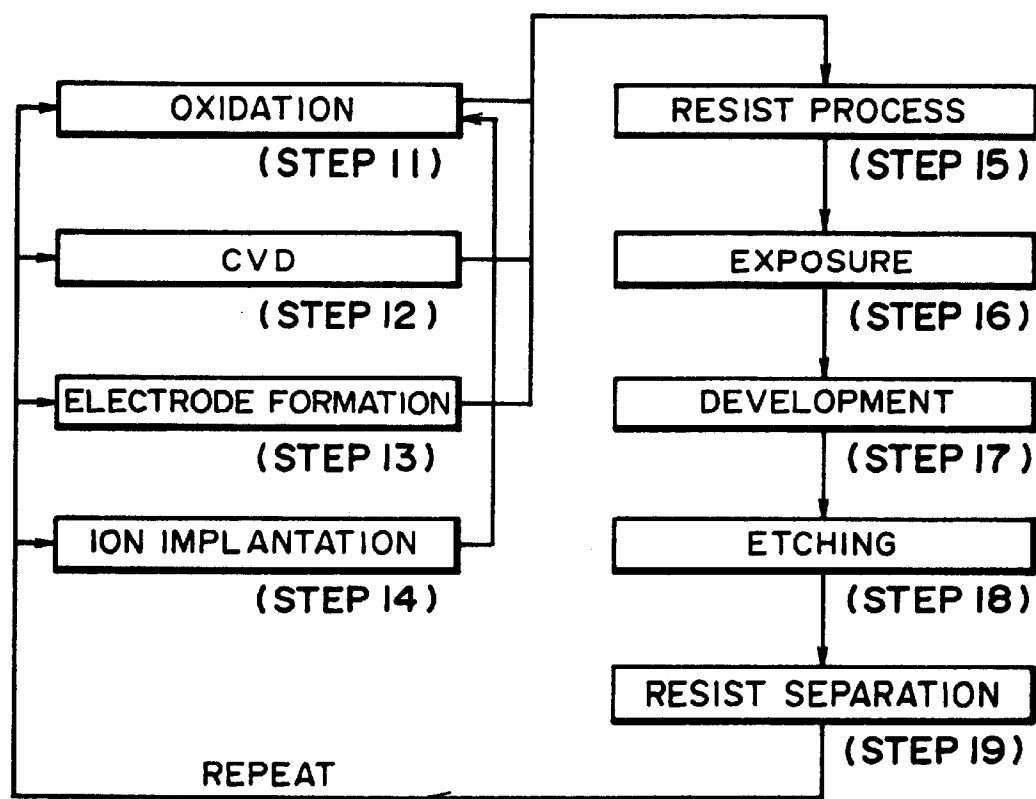 OXIDATION
(STEP 11)
CVD
(STEP 12)
ELECTRODE FORMATION
(STEP 13)
ION IMPLANTATION
(STEP 14)
RESIST PROCESS
(STEP 15)
EXPOSURE
(STEP 16)
DEVELOPMENT
(STEP 17)
ETCHING
(STEP 18)
RESIST SEPARATION
(STEP 19)
REPEAT